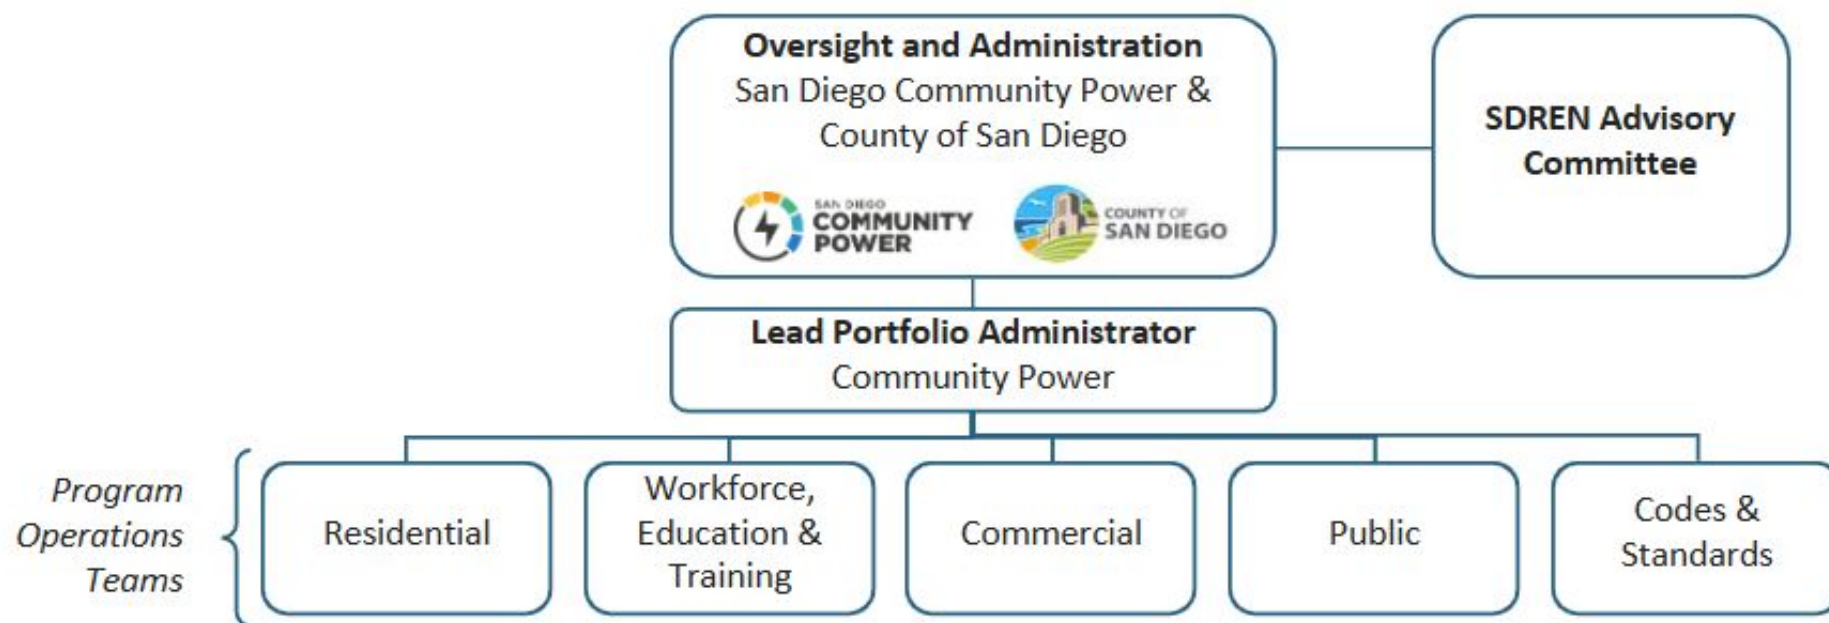 Oversight and Administration
San Diego Community Power &
County of San Diego
SAN DIEGO
COMMUNITY
POWER
COUNTY OF
SAN DIEGO
SDREN Advisory
Committee
Lead Portfolio Administrator
Community Power
Program
Operations
Teams
Residential
Workforce,
Education &
Training
Commercial
Public
Codes &
Standards